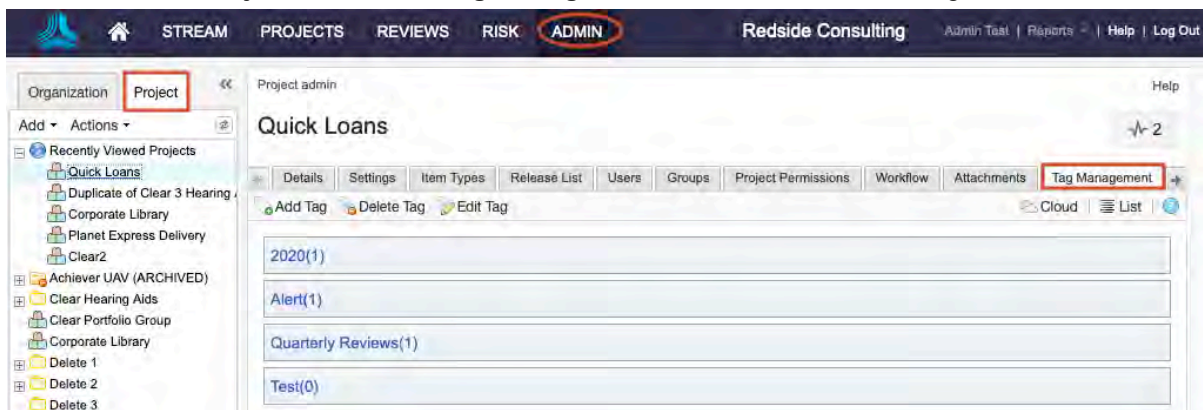 STREAM PROJECTS REVIEWS RISK ADMIN Redside Consulting Admin Test | Reports | Help | Log Out
Organization Project « Project admin Help
Add Actions Quick Loans 2
Recently Viewed Projects
Quick Loans Details Settings Item Types Release List Users Groups Project Permissions Workflow Attachments Tag Management
Duplicate of Clear 3 Hearing
Corporate Library Add Tag Delete Tag Edit Tag Cloud | List |
Planet Express Delivery
Clear2 2020(1)
Achiever UAV (ARCHIVED)
Clear Hearing Aids Alert(1)
Clear Portfolio Group
Corporate Library Quarterly Reviews(1)
Delete 1
Delete 2 Test(0)
Delete 3